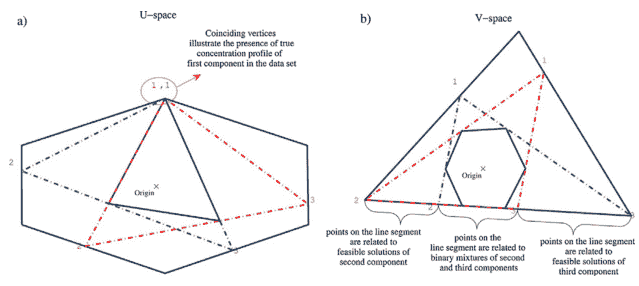 a)
U-space
Coinciding vertices
illustrate the presence of true
concentration profile of
first component in the data set
1,1
2
Origin
3
2
3
b)
V-space
1
1
Origin
2
2
3
3
points on the line segment
are related to
feasible solutions of
second component
points on the
line segment are related to
binary mixtures of second
and third components
points on the line segment
are related to
feasible solutions of
third component